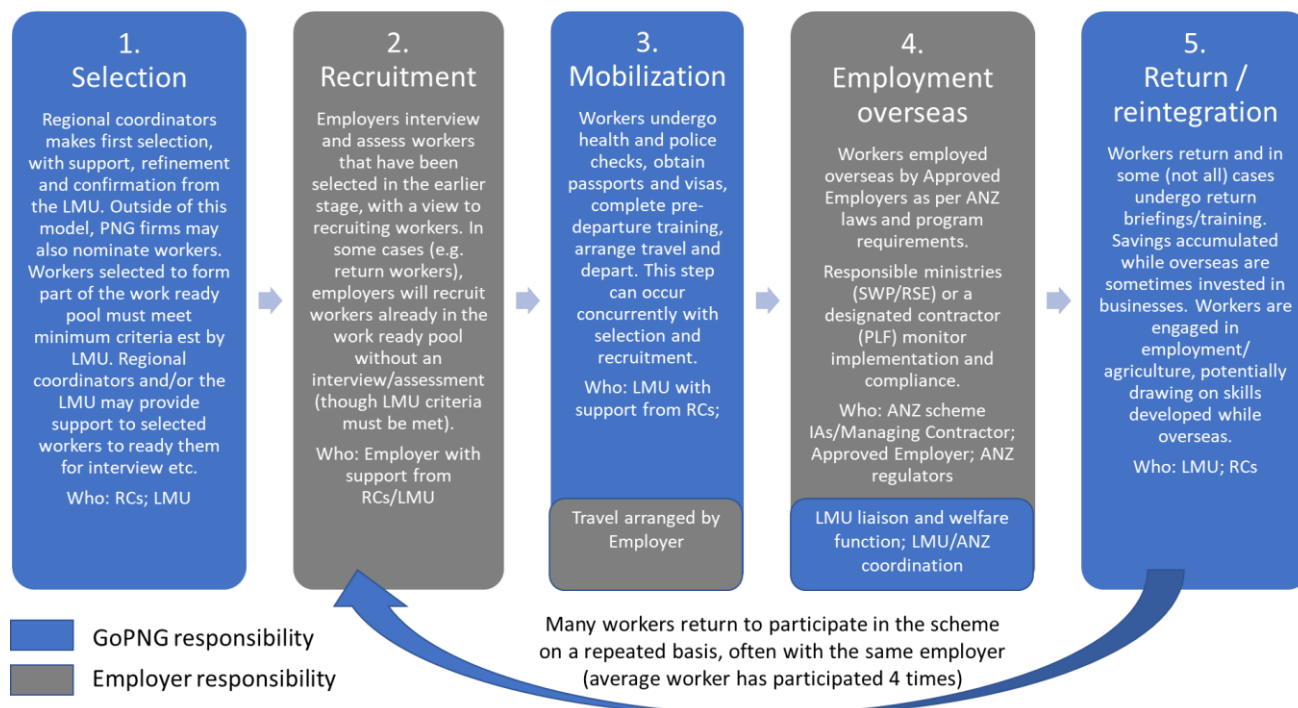 1.
Selection
Regional coordinators
makes first selection,
with support, refinement
and confirmation from
the LMU. Outside of this
model, PNG firms may
also nominate workers.
Workers selected to form
part of the work ready
pool must meet
minimum criteria est by
LMU. Regional
coordinators and/or the
LMU may provide
support to selected
workers to ready them
for interview etc.
Who: RCs; LMU
2.
Recruitment
Employers interview
and assess workers
that have been
selected in the earlier
stage, with a view to
recruiting workers. In
some cases (e.g.
return workers),
employers will recruit
workers already in the
work ready pool
without an
interview/assessment
(though LMU criteria
must be met).
Who: Employer with
support from
RCs/LMU
3.
Mobilization
Workers undergo
health and police
checks, obtain
passports and visas,
complete pre-
departure training,
arrange travel and
depart. This step
can occur
concurrently with
selection and
recruitment.
Who: LMU with
support from RCs;
Travel arranged by
Employer
4.
Employment
overseas
Workers employed
overseas by Approved
Employers as per ANZ
laws and program
requirements.
Responsible ministries
(SWP/RSE) or a
designated contractor
(PLF) monitor
implementation and
compliance.
Who: ANZ scheme
IAs/Managing Contractor;
Approved Employer; ANZ
regulators
LMU liaison and welfare
function; LMU/ANZ
coordination
5.
Return /
reintegration
Workers return and in
some (not all) cases
undergo return
briefings/training.
Savings accumulated
while overseas are
sometimes invested in
businesses. Workers are
engaged in
employment/
agriculture, potentially
drawing on skills
developed while
overseas.
Who: LMU; RCs
GoPNG responsibility
Employer responsibility
Many workers return to participate in the scheme
on a repeated basis, often with the same employer
(average worker has participated 4 times)